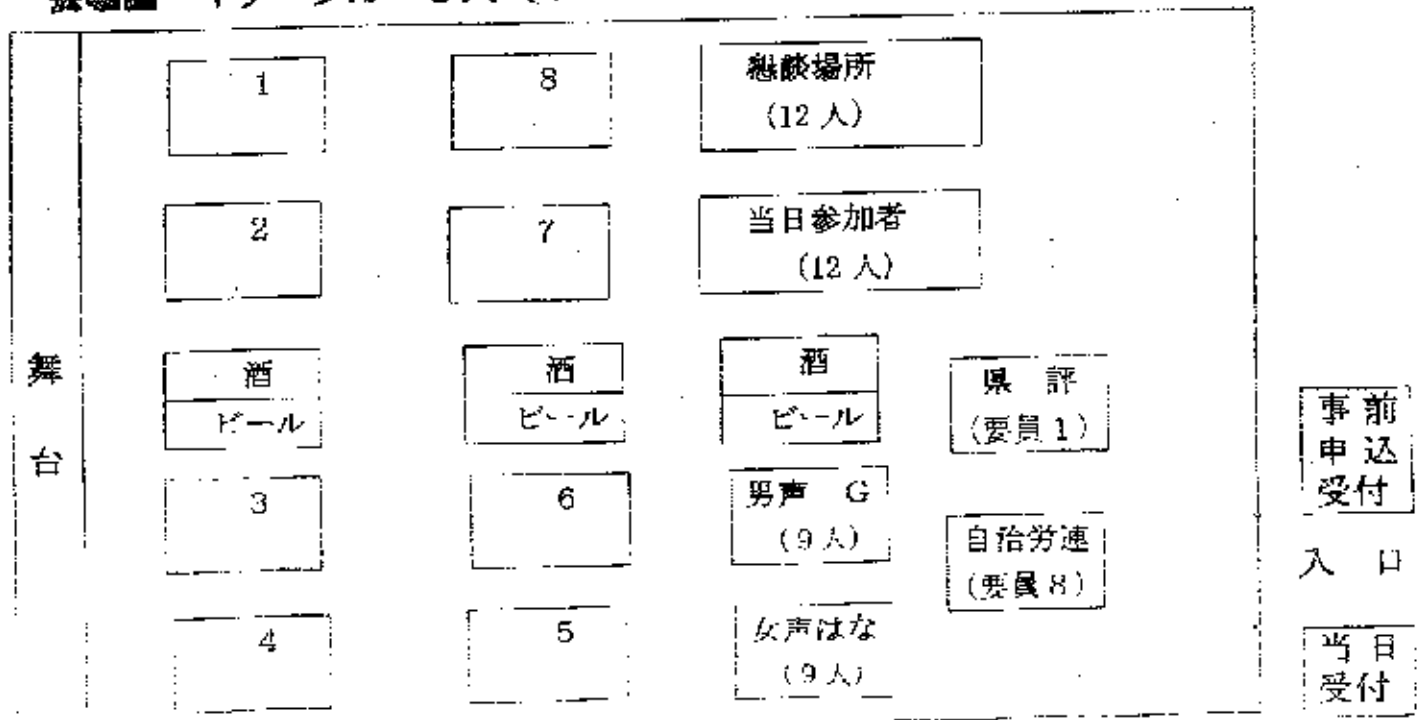 1
8
懇談場所
(12人)
2
7
当日参加者
(12人)
舞台
酒
ビール
酒
ビール
酒
ビール
県 評
(要員1)
3
6
男声 G
(9人)
自治労連
(要員8)
4
5
女声はな
(9人)
事前
申込
受付
入 口
当日
受付